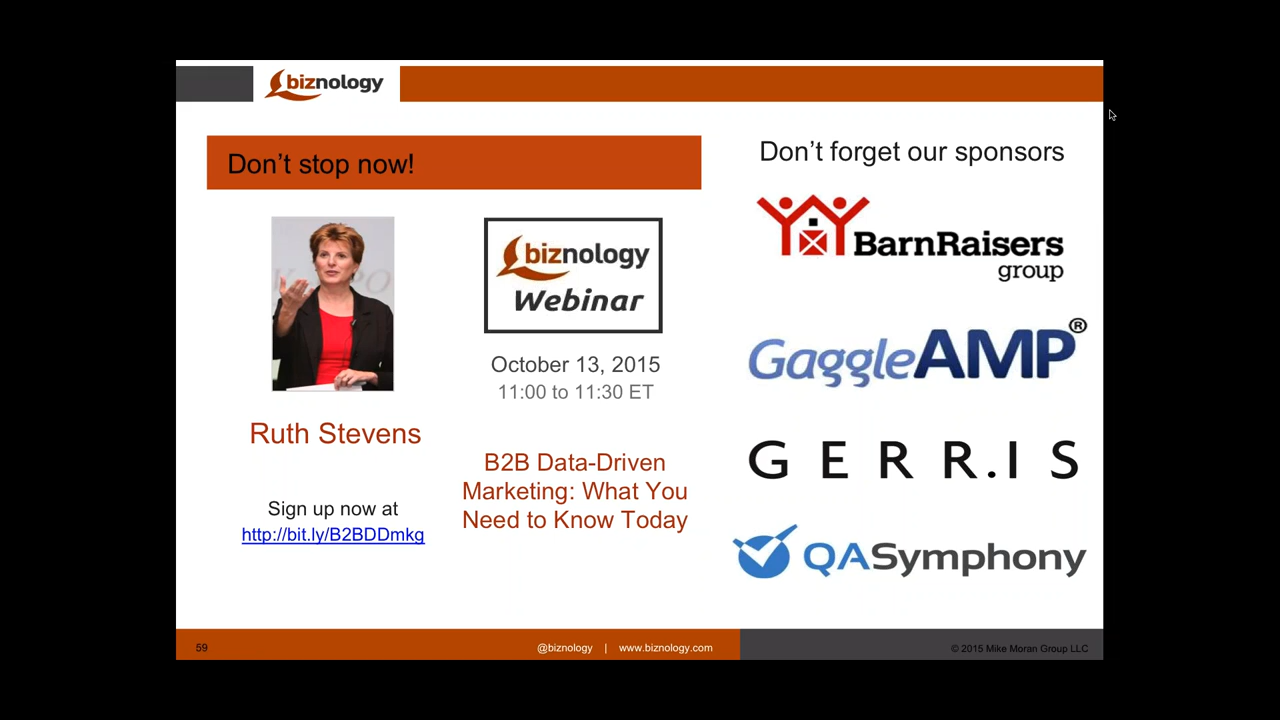 biznology
Don't stop now!
Ruth Stevens
Sign up now at
http://bit.ly/B2BDDmkg
biznology
Webinar
October 13, 2015
11:00 to 11:30 ET
B2B Data-Driven
Marketing: What You
Need to Know Today
Don't forget our sponsors
BarnRaisers
group
GaggleAMP®
GERR.IS
QASymphony
59
@biznology | www.biznology.com
© 2015 Mike Moran Group LLC